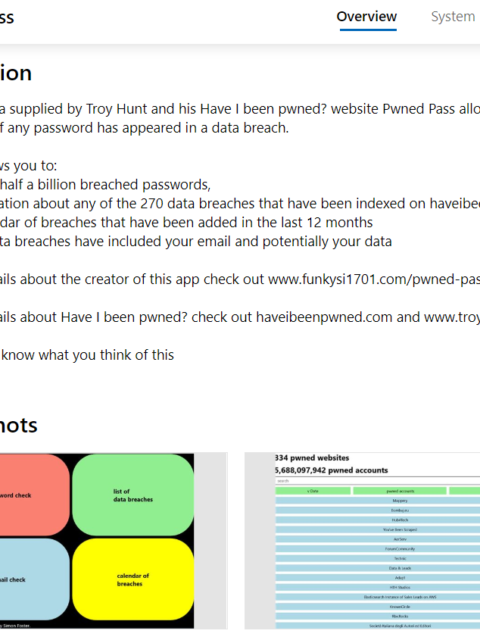 ss
Overview System
ion
a supplied by Troy Hunt and his Have I been pwned? website Pwned Pass allo
f any password has appeared in a data breach.
ws you to:
half a billion breached passwords,
ation about any of the 270 data breaches that have been indexed on haveibee
dar of breaches that have been added in the last 12 months
ta breaches have included your email and potentially your data
ails about the creator of this app check out www.funkysi1701.com/pwned-pas
ails about Have I been pwned? check out haveibeenpwned.com and www.troy
know what you think of this
hots
word check
list of
data breaches
ail check
calendar of
breaches
334 pwned websites
5,688,097,942 pwned accounts
search
pwned accounts